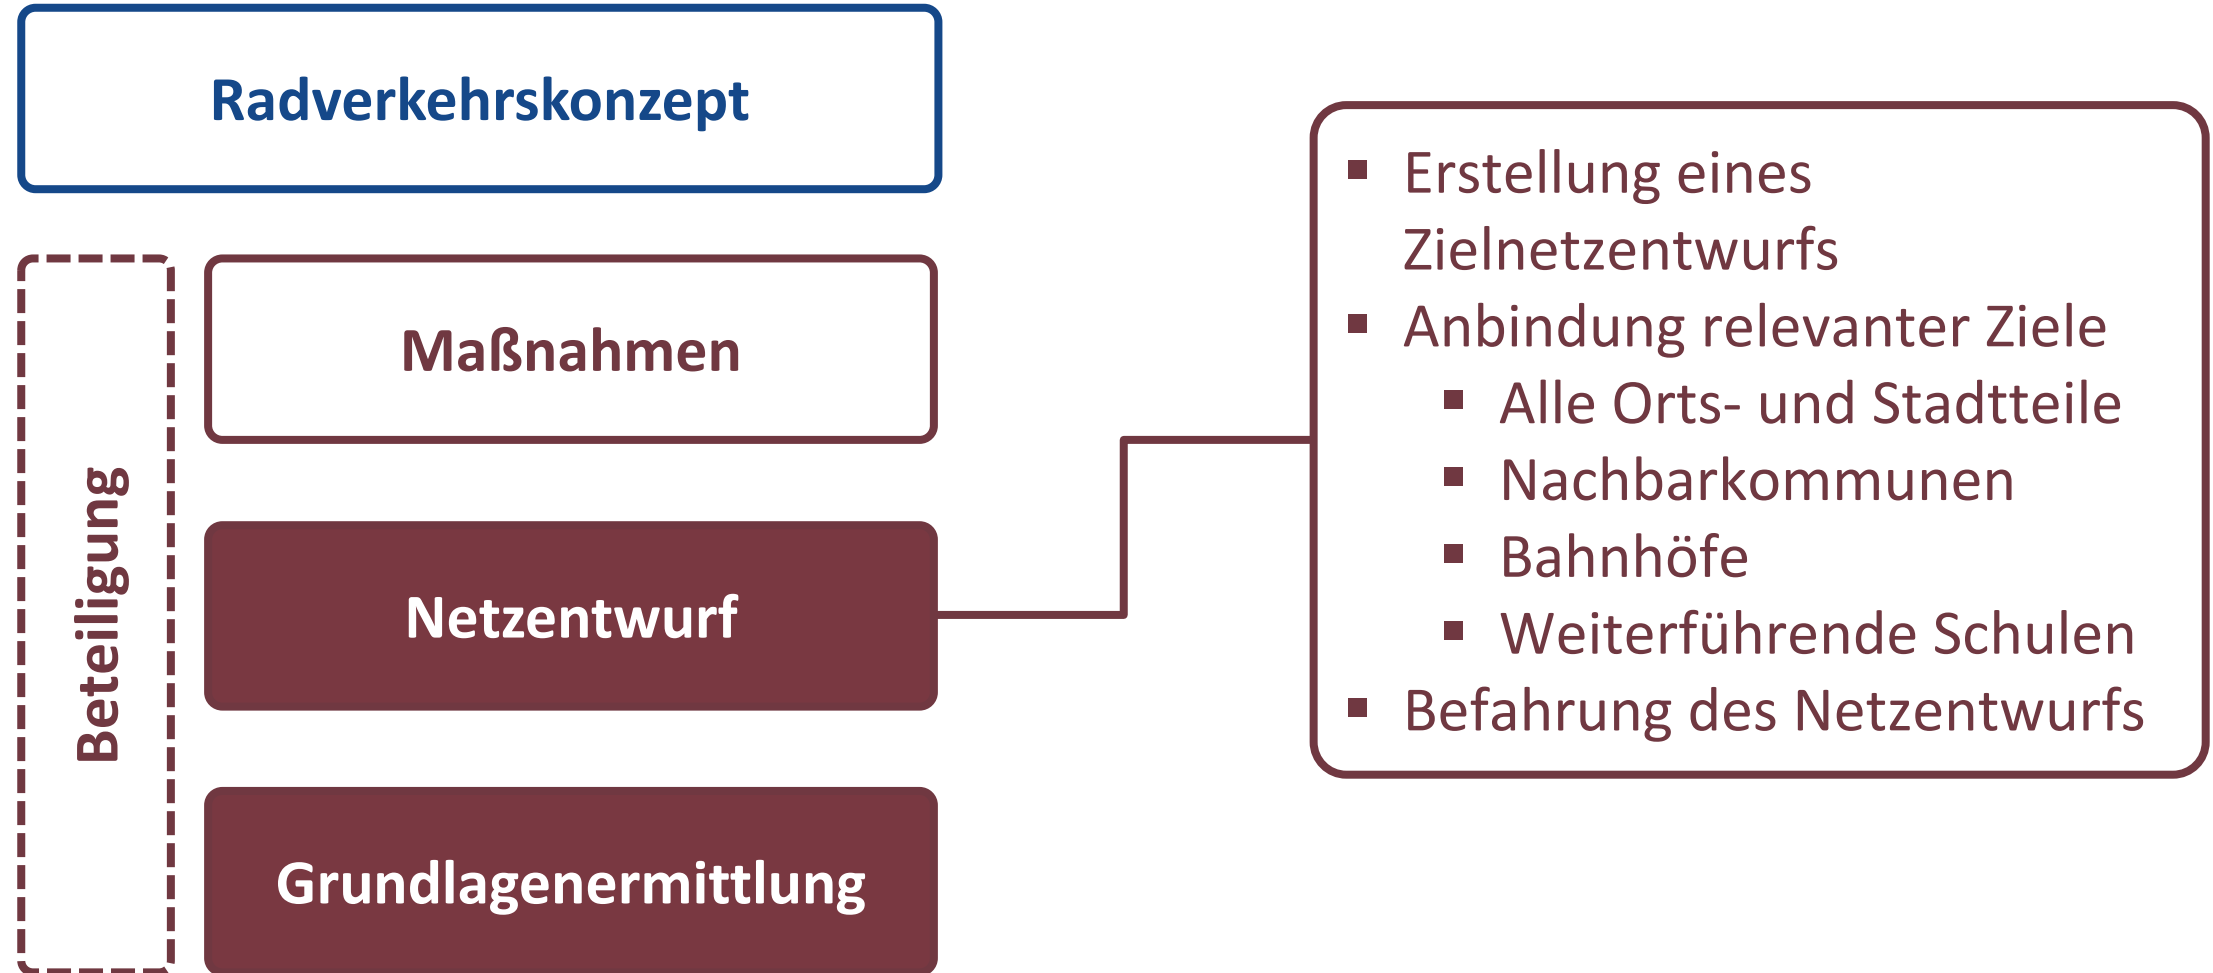 Radverkehrskonzept
Beteiligung
Maßnahmen
Netzentwurf
Grundlagenermittlung
▪ Erstellung eines
Zielnetzentwurfs
▪ Anbindung relevanter Ziele
▪ Alle Orts- und Stadtteile
▪ Nachbarkommunen
▪ Bahnhöfe
▪ Weiterführende Schulen
▪ Befahrung des Netzentwurfs